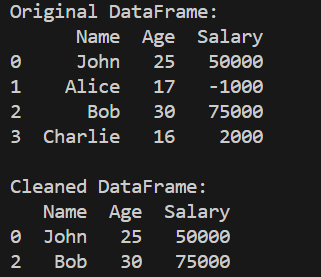 Original DataFrame:
      Name  Age  Salary
0     John   25   50000
1    Alice   17   -1000
2      Bob   30   75000
3  Charlie   16    2000

Cleaned DataFrame:
   Name  Age  Salary
0  John   25   50000
2   Bob   30   75000